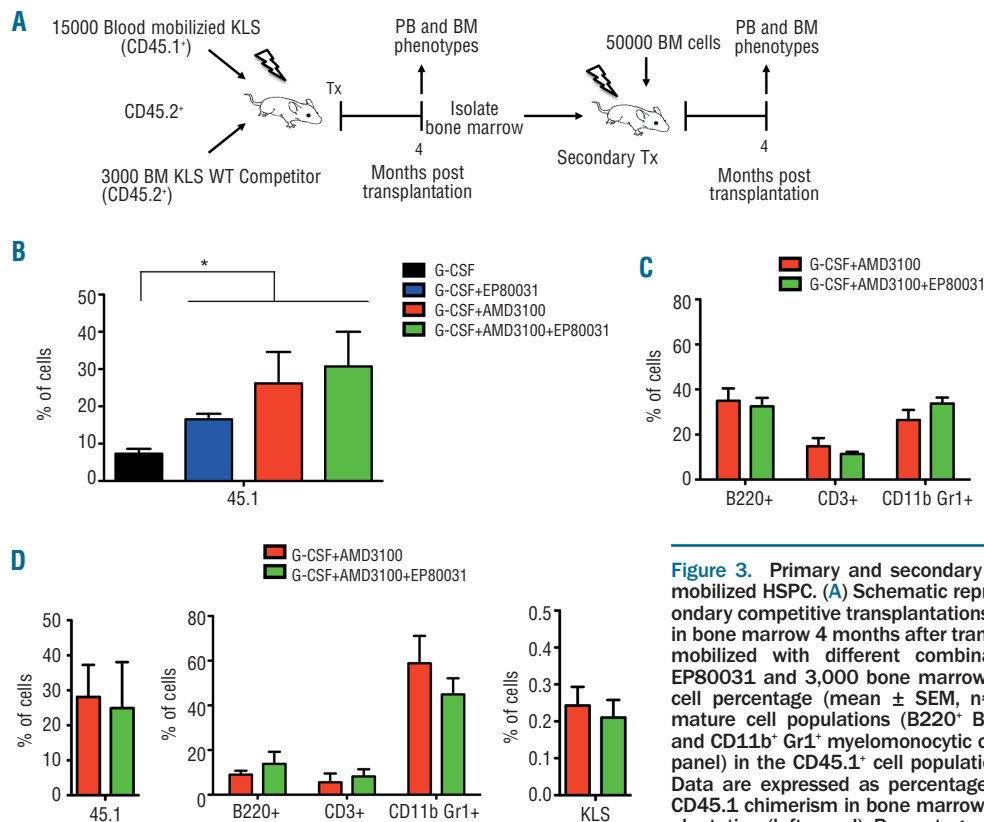 A
15000 Blood mobilizied KLS
(CD45.1⁺)
CD45.2⁺
3000 BM KLS WT Competitor
(CD45.2⁺)
Tx
PB and BM
phenotypes
4
Months post
transplantation
Isolate
bone marrow
50000 BM cells
Secondary Tx
PB and BM
phenotypes
4
Months post
transplantation
B
*
G-CSF
G-CSF+EP80031
G-CSF+AMD3100
G-CSF+AMD3100+EP80031
% of cells
50
40
30
20
10
0
45.1
C
G-CSF+AMD3100
G-CSF+AMD3100+EP80031
% of cells
80
60
40
20
0
B220+ CD3+ CD11b Gr1+
D
G-CSF+AMD3100
G-CSF+AMD3100+EP80031
% of cells
50
40
30
20
10
0
45.1
% of cells
80
60
40
20
0
B220+ CD3+ CD11b Gr1+
% of cells
0.5
0.4
0.3
0.2
0.1
0.0
KLS
Figure 3. Primary and secondary
mobilized HSPC. (A) Schematic repr
ondary competitive transplantations
in bone marrow 4 months after tran
mobilized with different combina
EP80031 and 3,000 bone marrow
cell percentage (mean ± SEM, n
mature cell populations (B220⁺ B
and CD11b⁺ Gr1⁺ myelomonocytic c
panel) in the CD45.1⁺ cell populatio
Data are expressed as percentage
CD45.1 chimerism in bone marrow